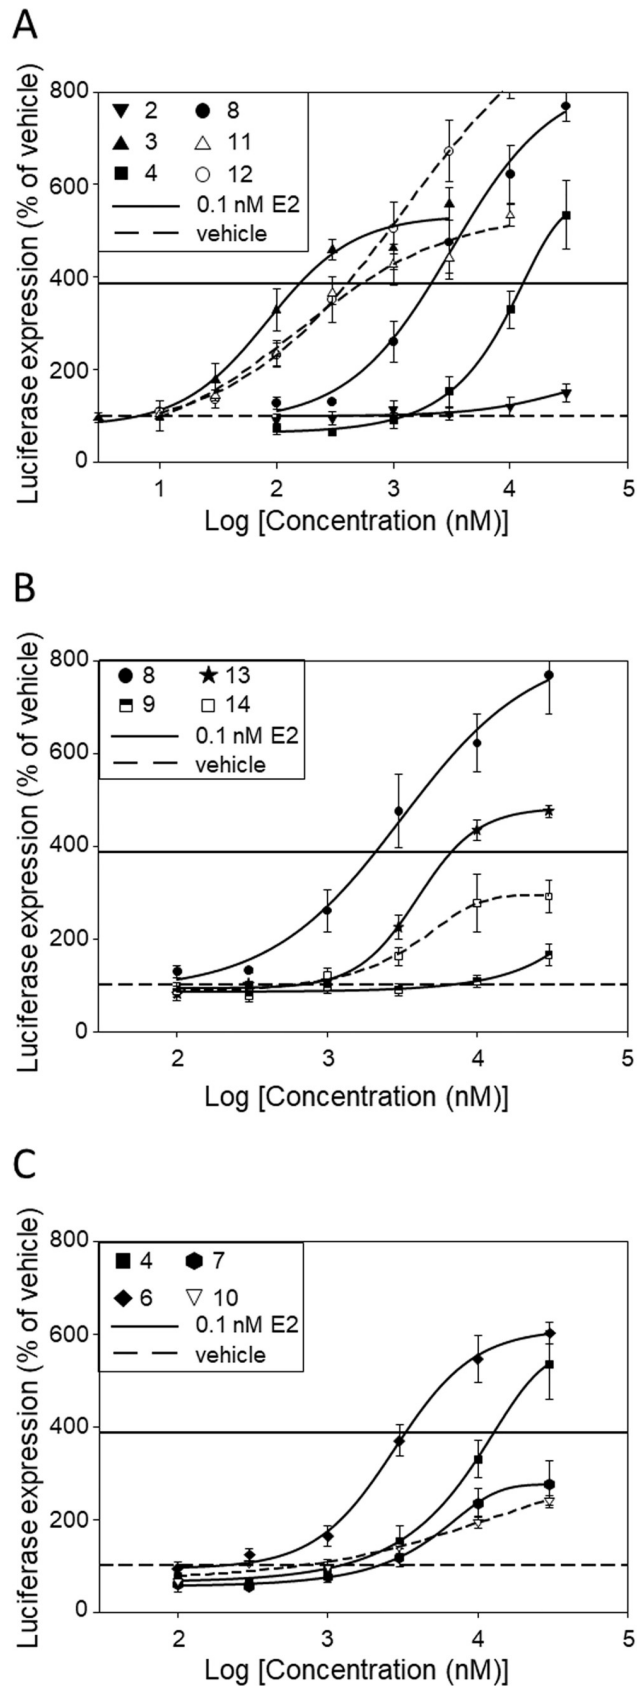 A
Luciferase expression (% of vehicle)
800
600
400
200
0
2 8
3 11
4 12
0.1 nM E2
vehicle
1 2 3 4 5
Log [Concentration (nM)]
B
Luciferase expression (% of vehicle)
800
600
400
200
0
8 13
9 14
0.1 nM E2
vehicle
2 3 4 5
Log [Concentration (nM)]
C
Luciferase expression (% of vehicle)
800
600
400
200
0
4 7
6 10
0.1 nM E2
vehicle
2 3 4 5
Log [Concentration (nM)]